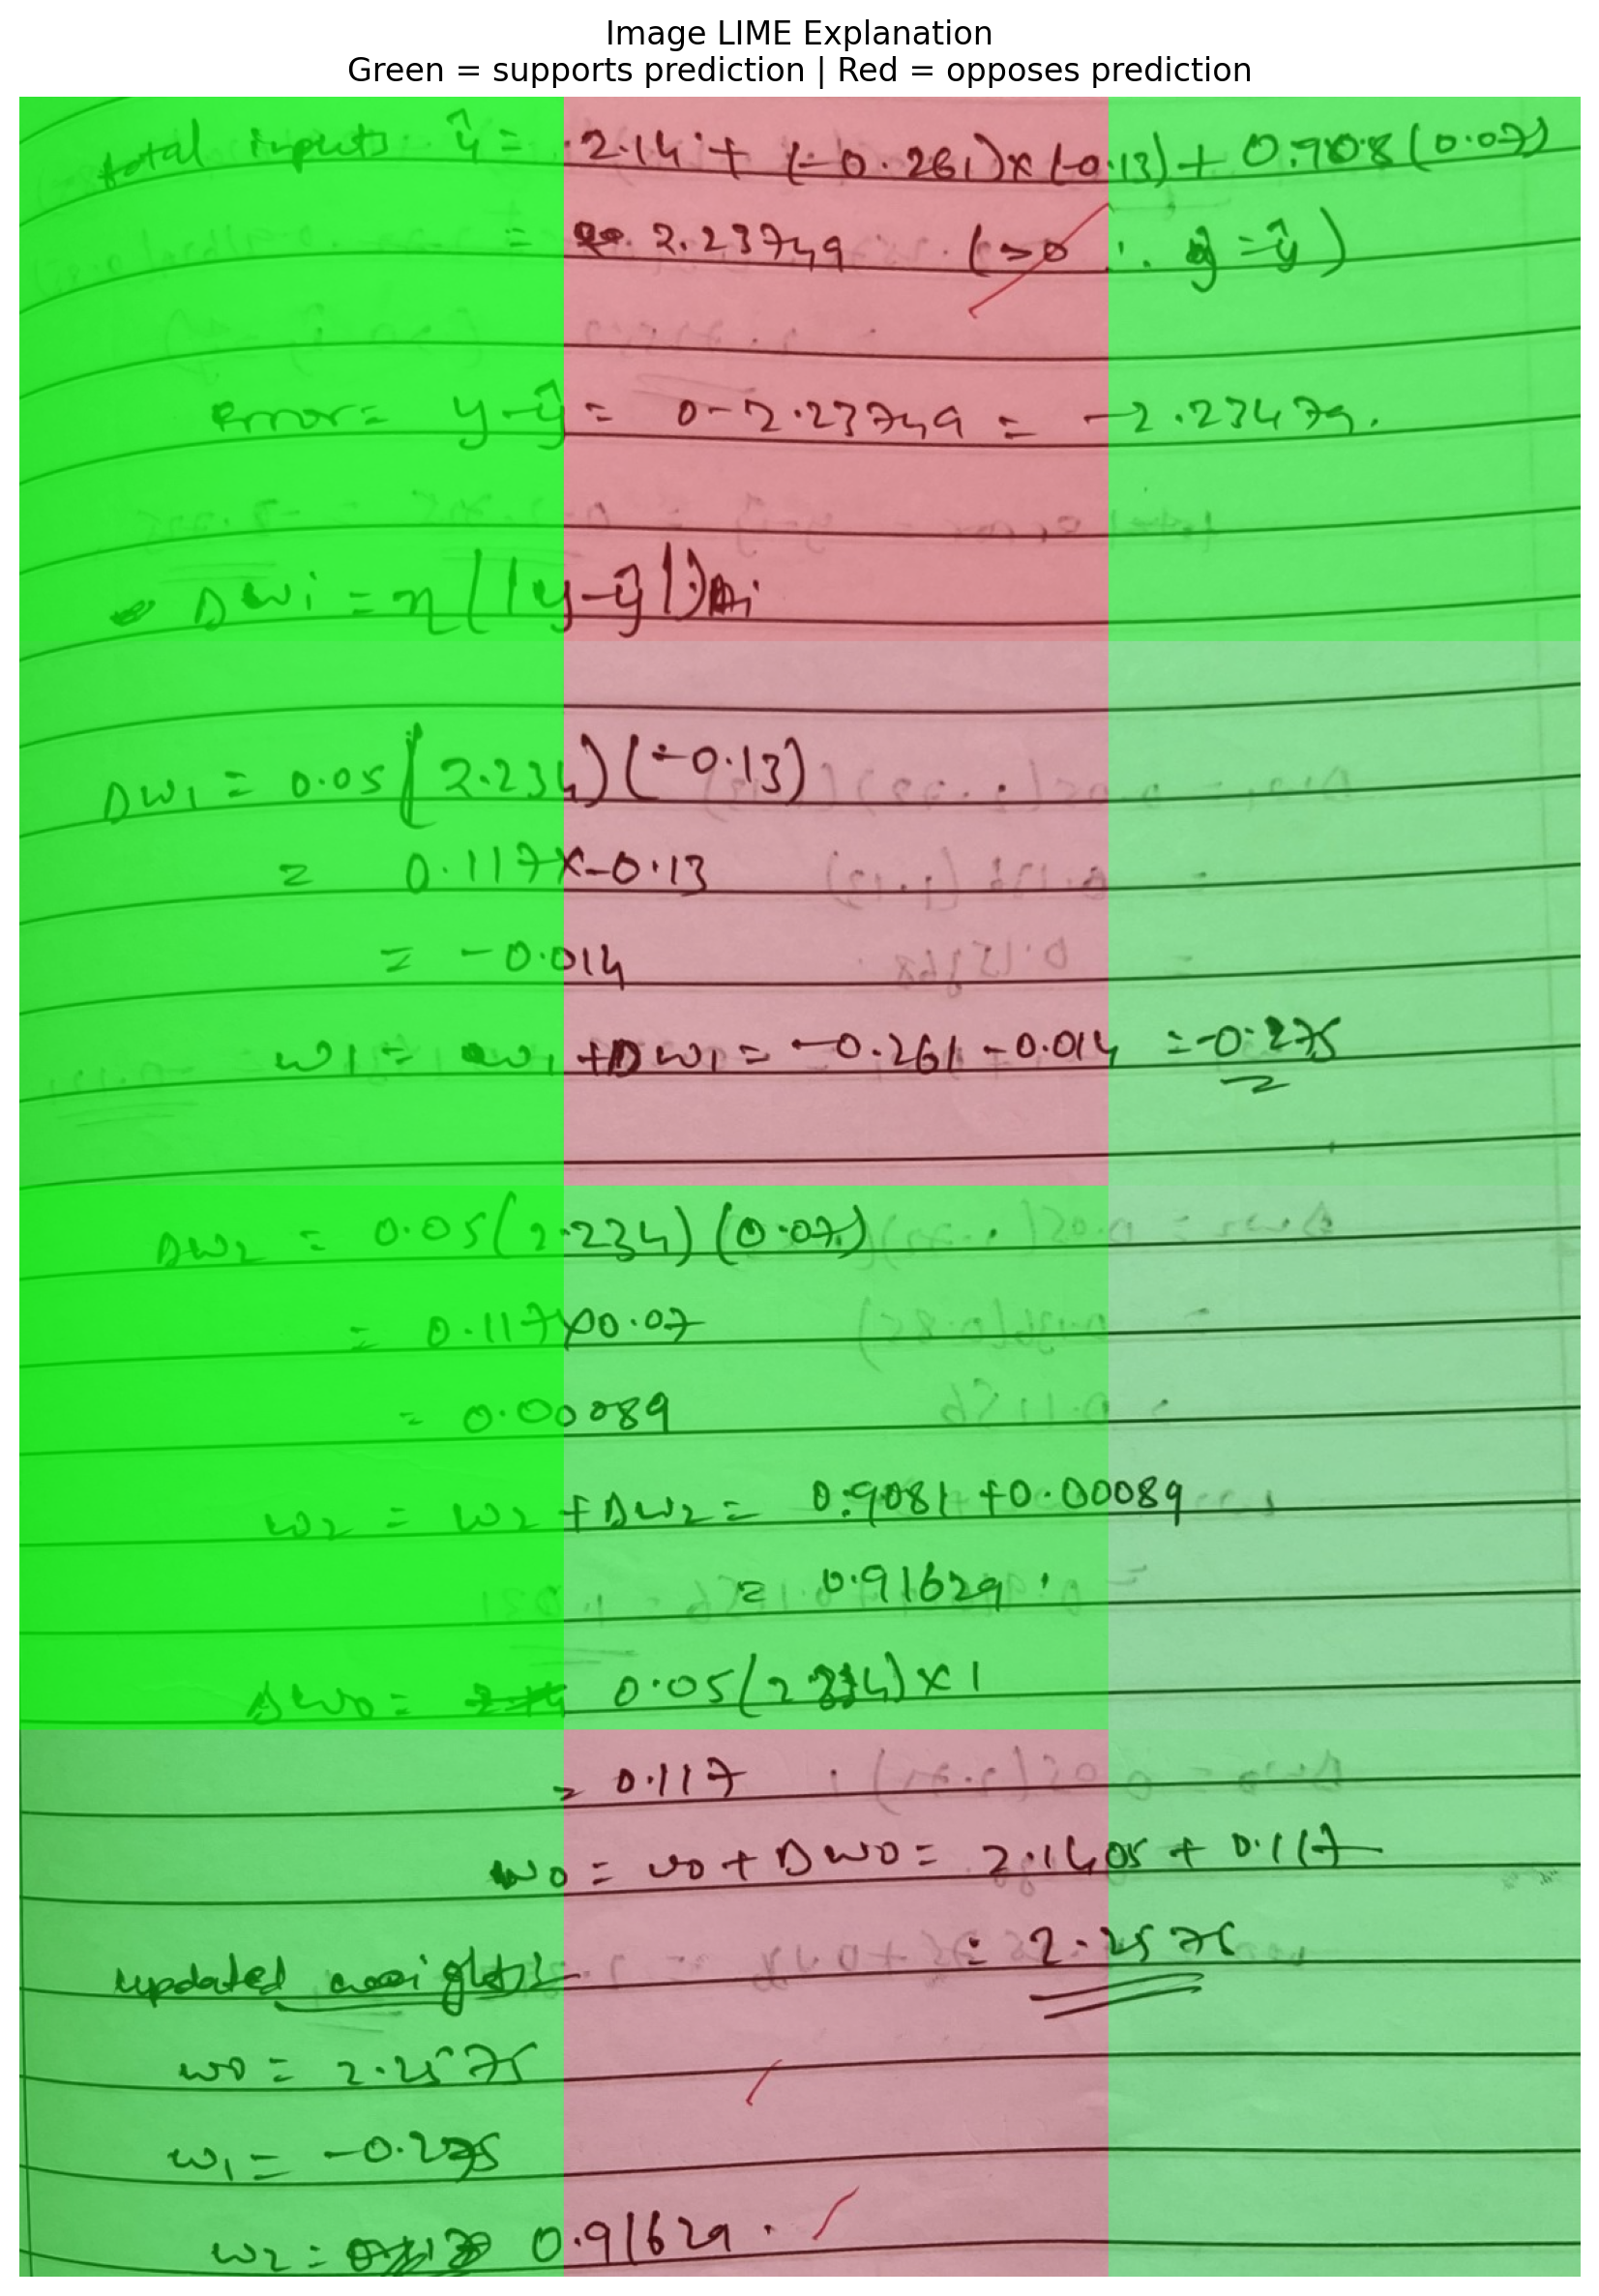 Image LIME Explanation
Green = supports prediction | Red = opposes prediction
total inputs ŷ = 2.14 + (-0.261)x(-0.13) + 0.908(0.07)
= 2.23749 (>0 ∴ ŷ = ŷ)
error = y-ŷ = 0-2.23749 = -2.23479.
Δwi = η(|y-ŷ|)xi
Δw1 = 0.05(2.234)(-0.13)
= 0.117x-0.13
= -0.014
w1 = w1 + Δw1 = -0.261-0.014 = -0.275
Δw2 = 0.05(2.234)(0.07)
= 0.117x0.07
= 0.00089
w2 = w2 + Δw2 = 0.9081+0.00089
= 0.91629
Δw0 = 0.05(2.234)x1
= 0.117
w0 = w0 + Δw0 = 2.1405 + 0.117
= 2.2575
updated weights
w0 = 2.2575
w1 = -0.275
w2 = 0.91629.